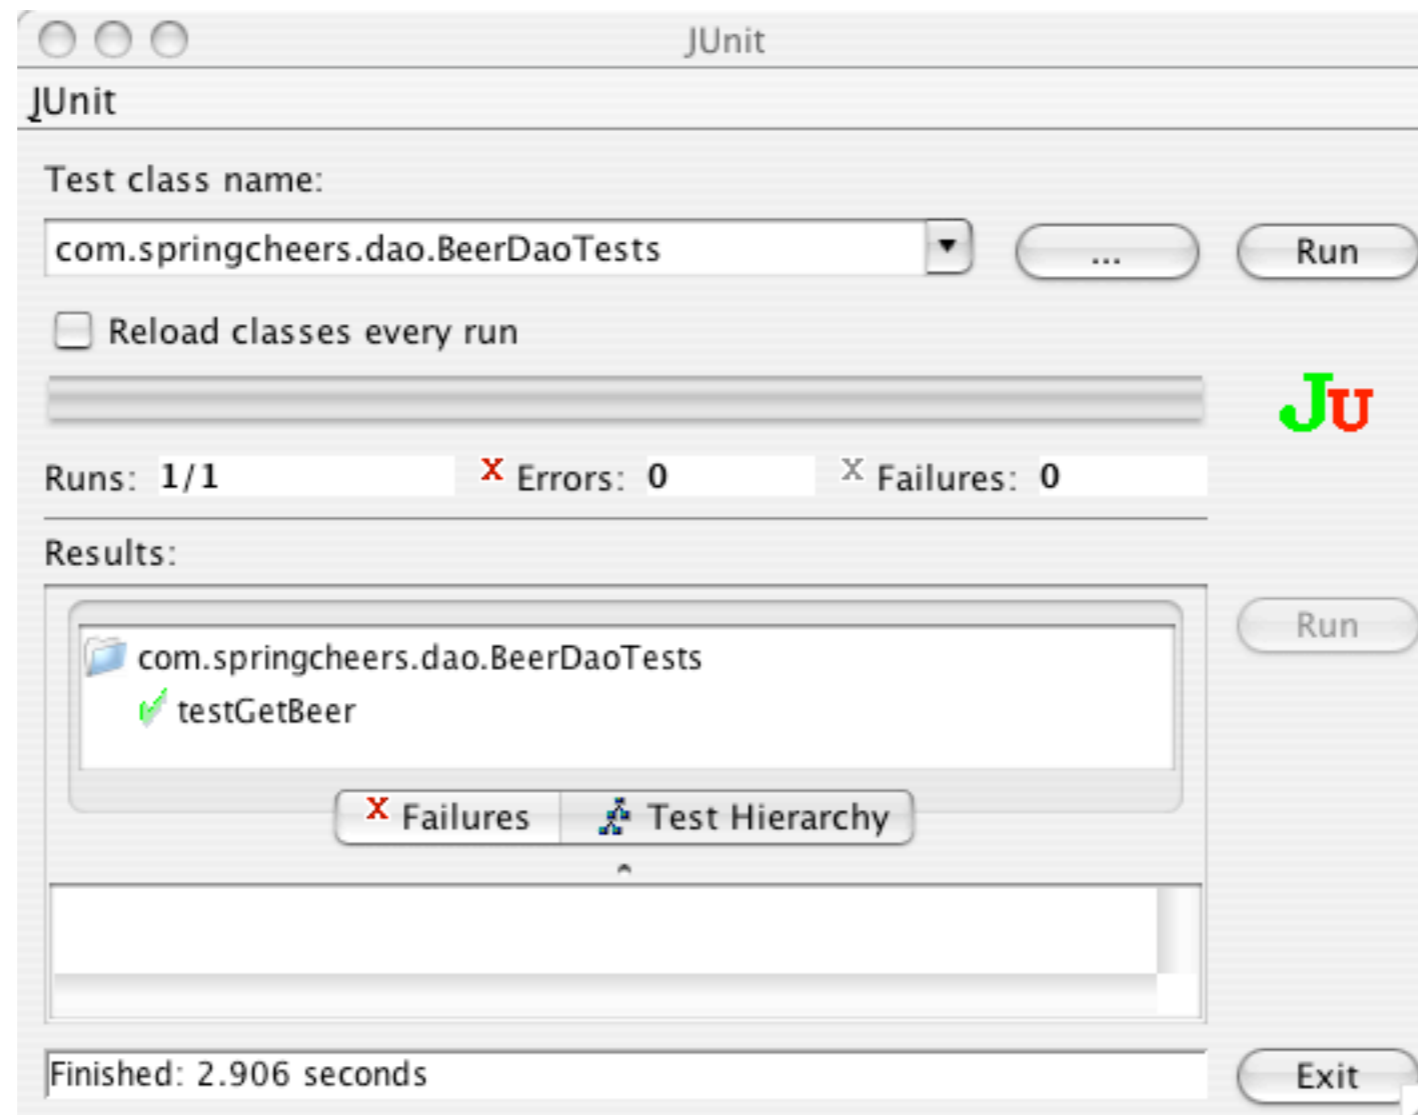 JUnit
JUnit
Test class name:
com.springcheers.dao.BeerDaoTests ... Run
Reload classes every run
JU
Runs: 1/1 X Errors: 0 X Failures: 0
Results:
Run
com.springcheers.dao.BeerDaoTests
testGetBeer
X Failures Test Hierarchy
Finished: 2.906 seconds Exit